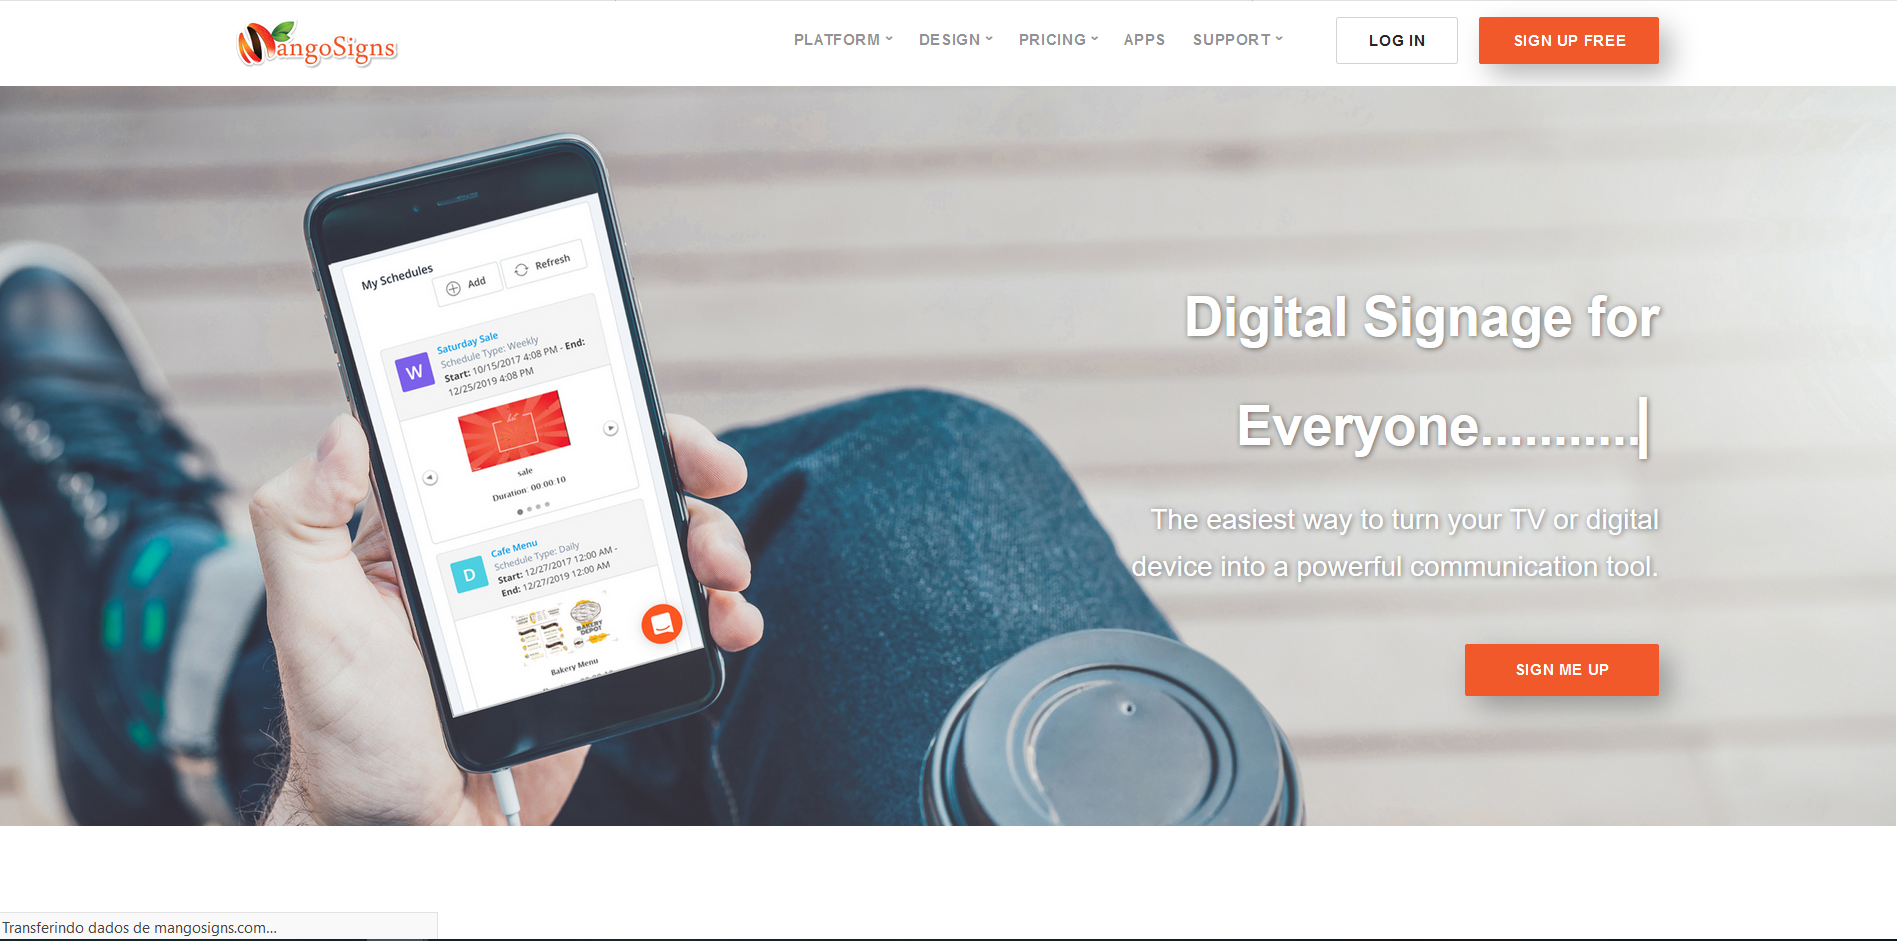 MangoSigns
PLATFORM
DESIGN
PRICING
APPS
SUPPORT
LOG IN
SIGN UP FREE
My Schedules
Add
Refresh
W
Saturday Sale
Schedule Type: Weekly
Start: 10/15/2017 4:08 PM - End:
12/25/2019 4:08 PM
sale
Duration: 00:00:10
D
Cafe Menu
Schedule Type: Daily
Start: 12/27/2017 12:00 AM -
End: 12/27/2019 12:00 AM
BAKERY
DEPOT
Bakery Menu
Digital Signage for
Everyone...........|
The easiest way to turn your TV or digital
device into a powerful communication tool.
SIGN ME UP
Transferindo dados de mangosigns.com...